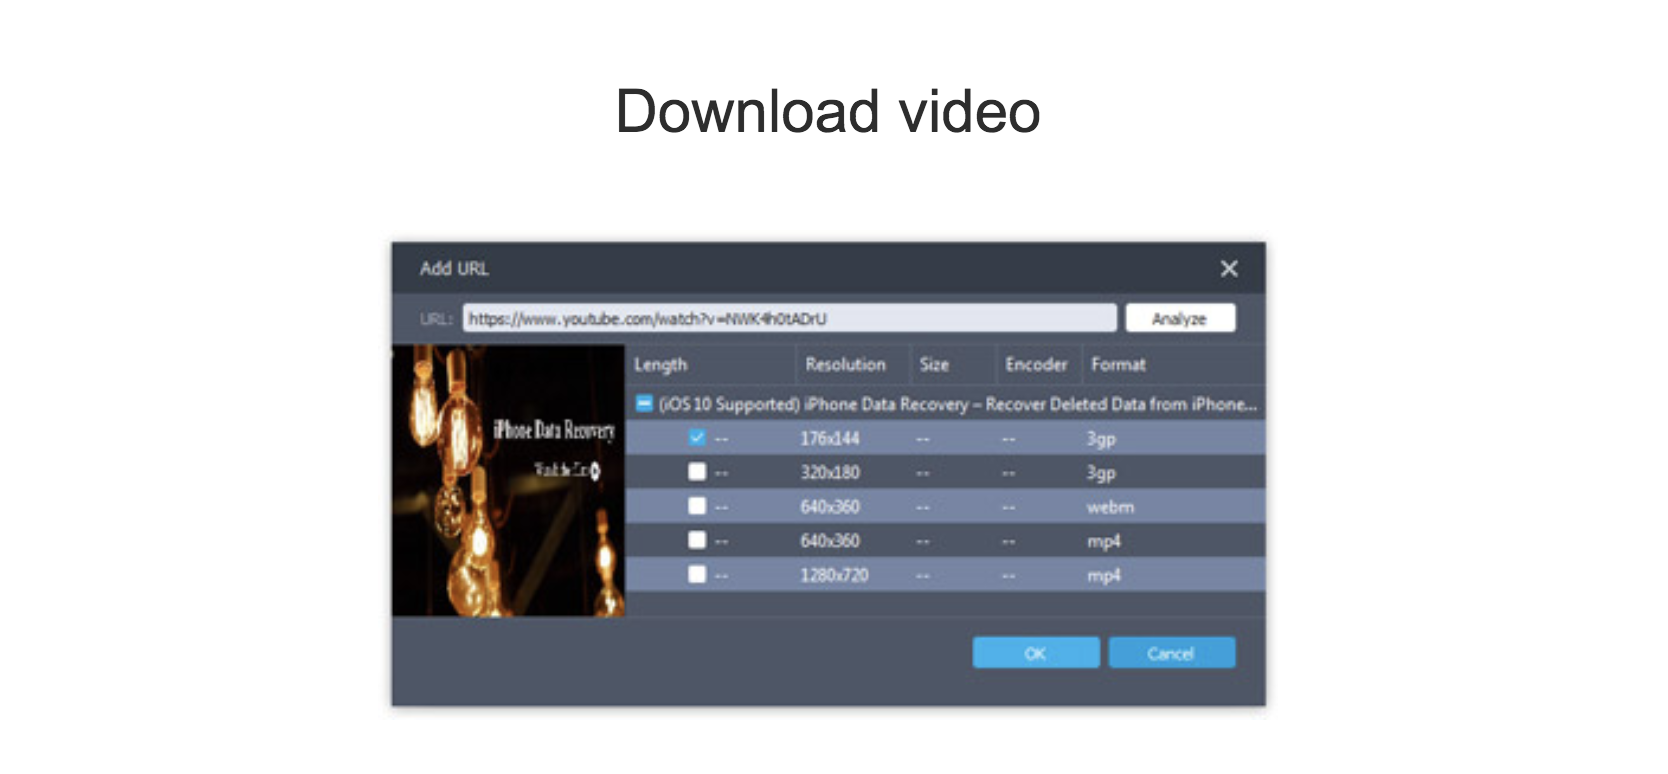 Download video
Add URL
URL: https://www.youtube.com/watch?v=NWK4h0tADrU Analyze
Length Resolution Size Encoder Format
(iOS 10 Supported) iPhone Data Recovery – Recover Deleted Data from iPhone...
iPhone Data Recovery
-- 176x144 -- -- 3gp
-- 320x180 -- -- 3gp
-- 640x360 -- -- webm
-- 640x360 -- -- mp4
-- 1280x720 -- -- mp4
OK Cancel